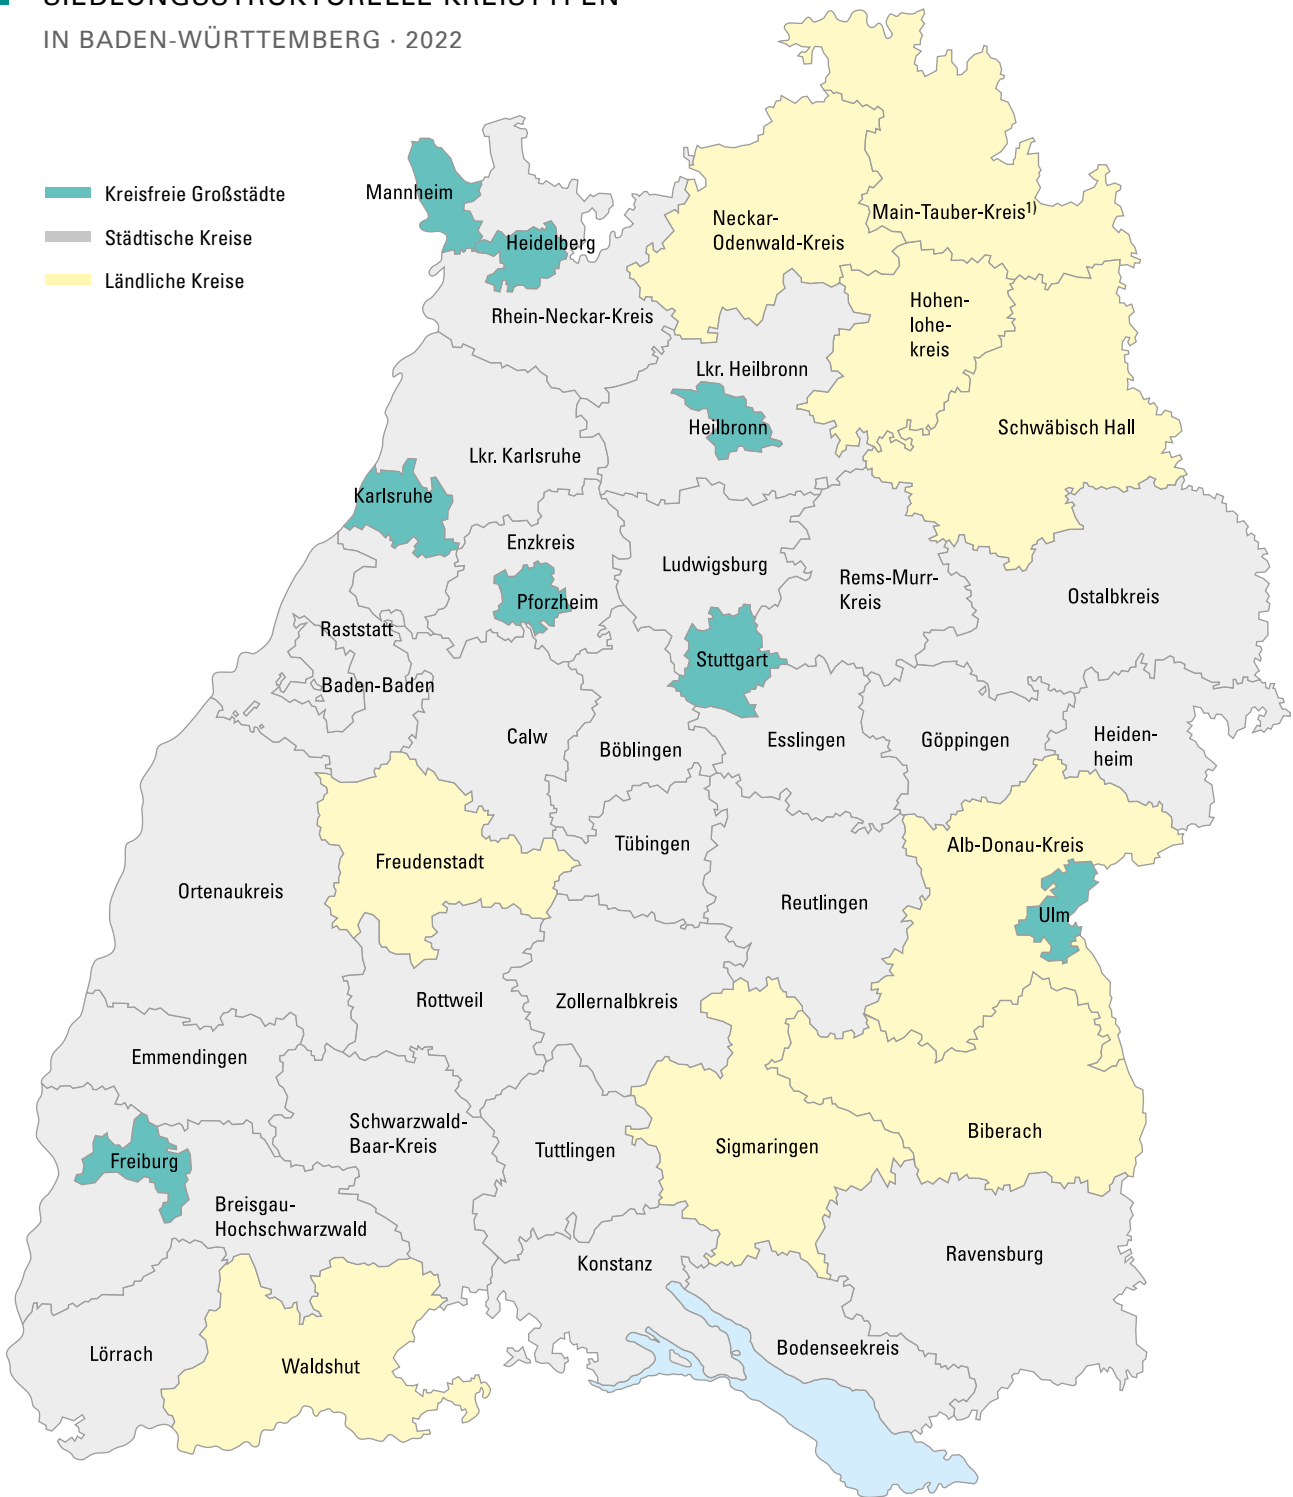 SIEDLUNGSSTRUKTURELLE KREISTYPEN
IN BADEN-WÜRTTEMBERG · 2022
Kreisfreie Großstädte
Städtische Kreise
Ländliche Kreise
Mannheim
Heidelberg
Neckar-
Odenwald-Kreis
Main-Tauber-Kreis¹⁾
Rhein-Neckar-Kreis
Hohen-
lohe-
kreis
Lkr. Heilbronn
Heilbronn
Schwäbisch Hall
Lkr. Karlsruhe
Karlsruhe
Enzkreis
Pforzheim
Ludwigsburg
Rems-Murr-
Kreis
Ostalbkreis
Raststatt
Baden-Baden
Stuttgart
Calw
Böblingen
Esslingen
Göppingen
Heiden-
heim
Freudenstadt
Tübingen
Alb-Donau-Kreis
Ortenaukreis
Reutlingen
Ulm
Rottweil
Zollernalbkreis
Emmendingen
Schwarzwald-
Baar-Kreis
Tuttlingen
Sigmaringen
Biberach
Freiburg
Breisgau-
Hochschwarzwald
Konstanz
Ravensburg
Lörrach
Waldshut
Bodenseekreis